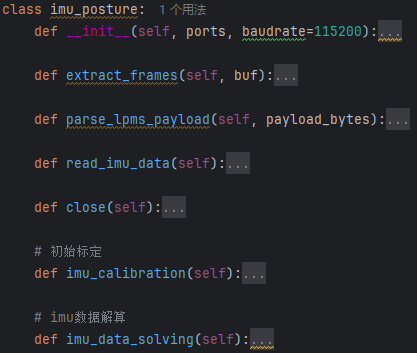 class imu_posture: 1 个用法
def __init__(self, ports, baudrate=115200):...
def extract_frames(self, buf):...
def parse_lpms_payload(self, payload_bytes):...
def read_imu_data(self):...
def close(self):...
# 初始标定
def imu_calibration(self):...
# imu数据解算
def imu_data_solving(self):...